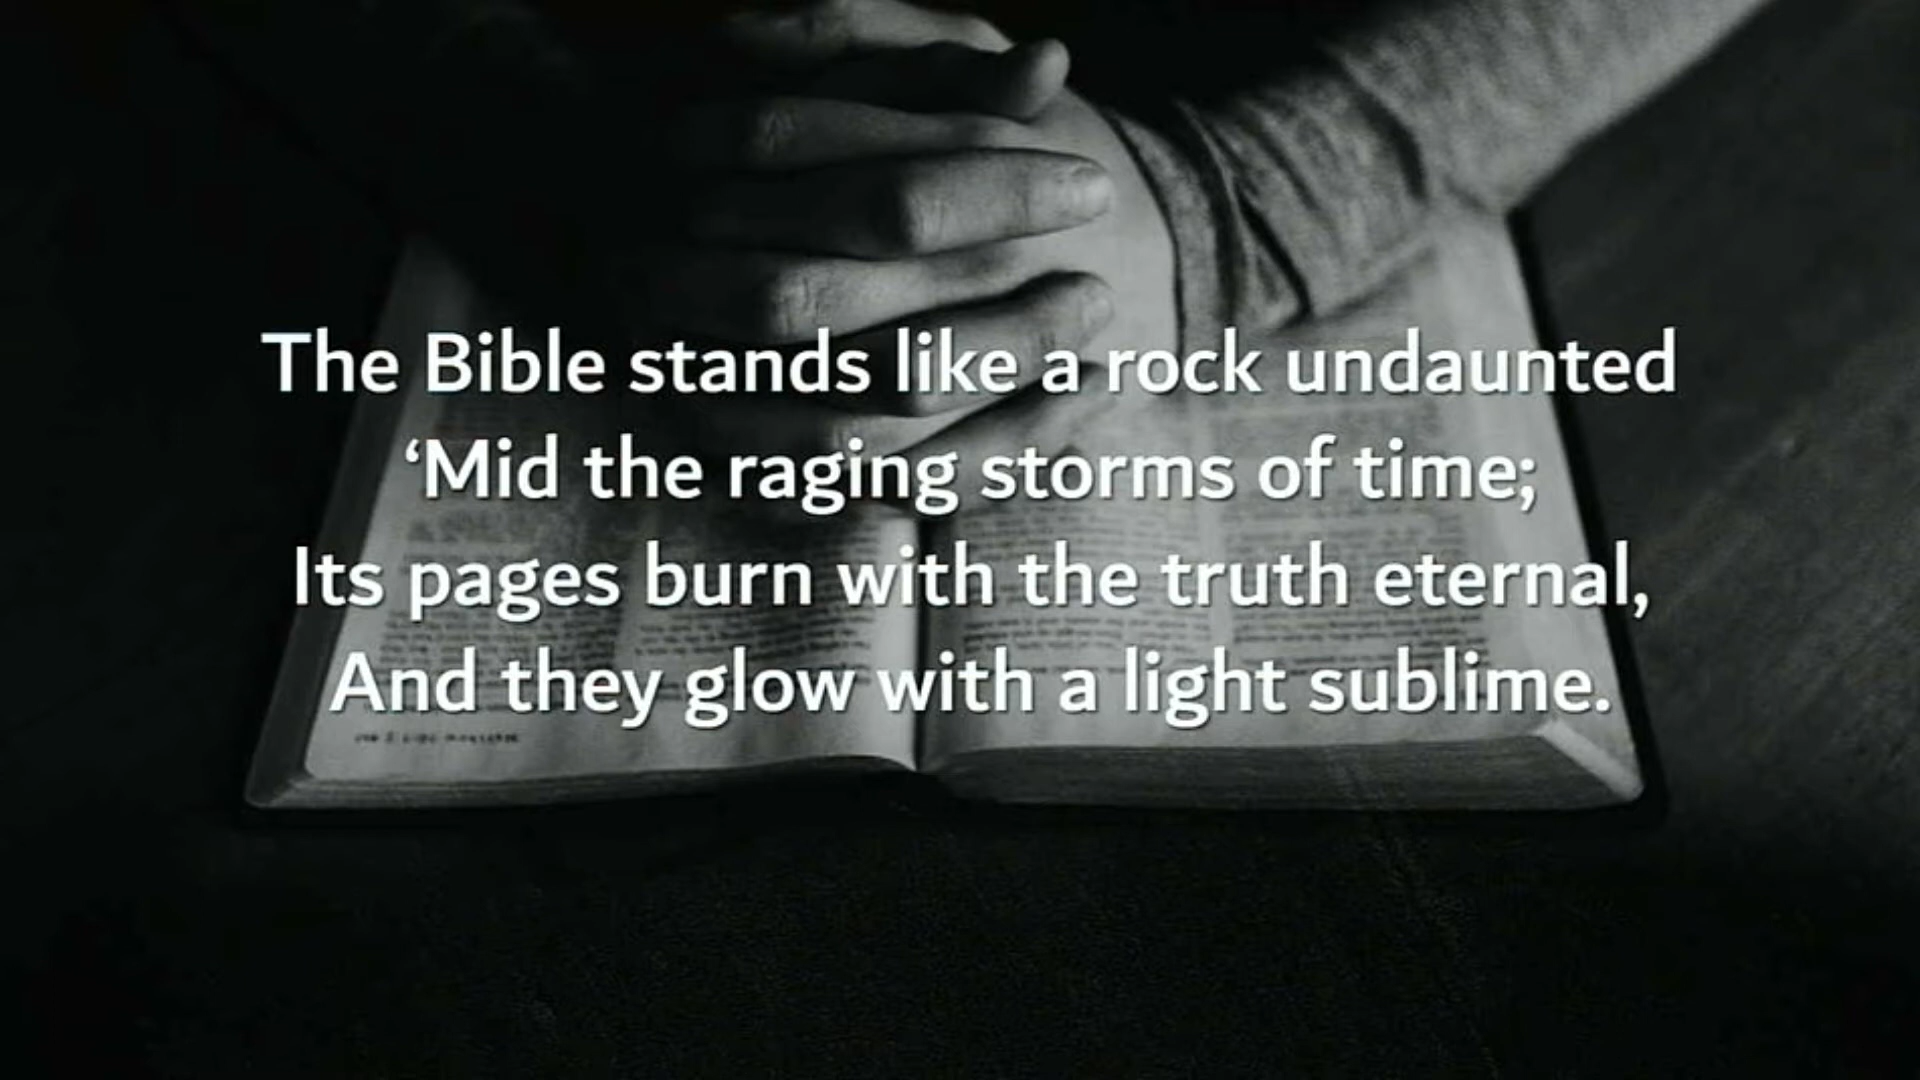 The Bible stands like a rock undaunted
‘Mid the raging storms of time;
Its pages burn with the truth eternal,
And they glow with a light sublime.